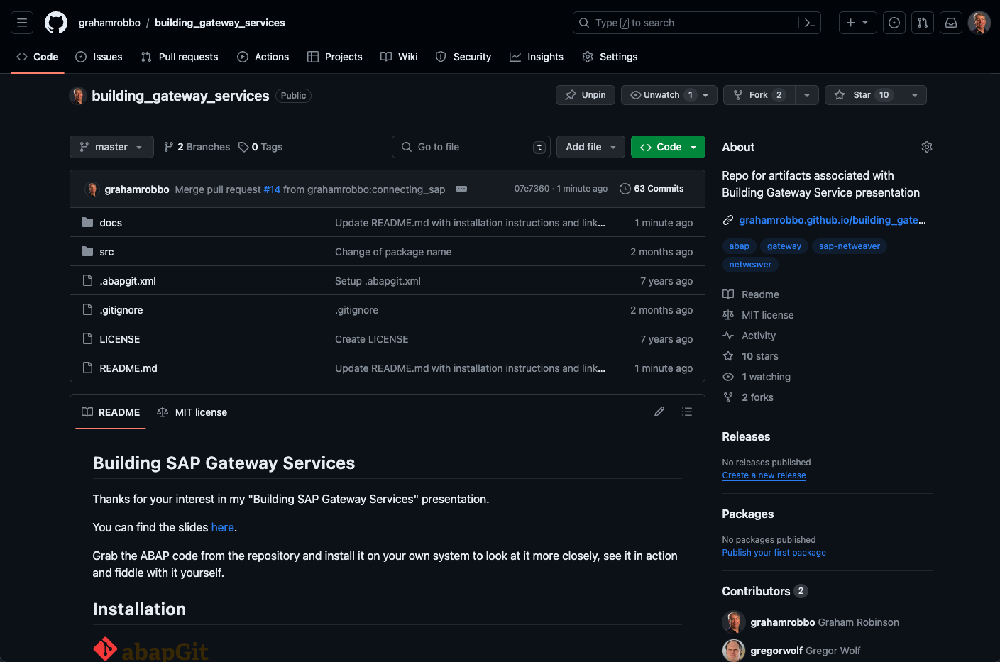 grahamrobbo / building_gateway_services
Type / to search
Code Issues Pull requests Actions Projects Wiki Security Insights Settings
building_gateway_services Public
Unpin Unwatch 1 Fork 2 Star 10
master 2 Branches 0 Tags
Go to file t Add file Code
grahamrobbo Merge pull request #14 from grahamrobbo:connecting_sap 07e7360 · 1 minute ago 63 Commits
docs Update README.md with installation instructions and link... 1 minute ago
src Change of package name 2 months ago
.abapgit.xml Setup .abapgit.xml 7 years ago
.gitignore .gitignore 2 months ago
LICENSE Create LICENSE 7 years ago
README.md Update README.md with installation instructions and link... 1 minute ago
README MIT license
Building SAP Gateway Services
Thanks for your interest in my "Building SAP Gateway Services" presentation.
You can find the slides here.
Grab the ABAP code from the repository and install it on your own system to look at it more closely, see it in action
and fiddle with it yourself.
Installation
abapGit
About
Repo for artifacts associated with
Building Gateway Service presentation
grahamrobbo.github.io/building_gate...
abap gateway sap-netweaver
netweaver
Readme
MIT license
Activity
10 stars
1 watching
2 forks
Releases
No releases published
Create a new release
Packages
No packages published
Publish your first package
Contributors 2
grahamrobbo Graham Robinson
gregorwolf Gregor Wolf